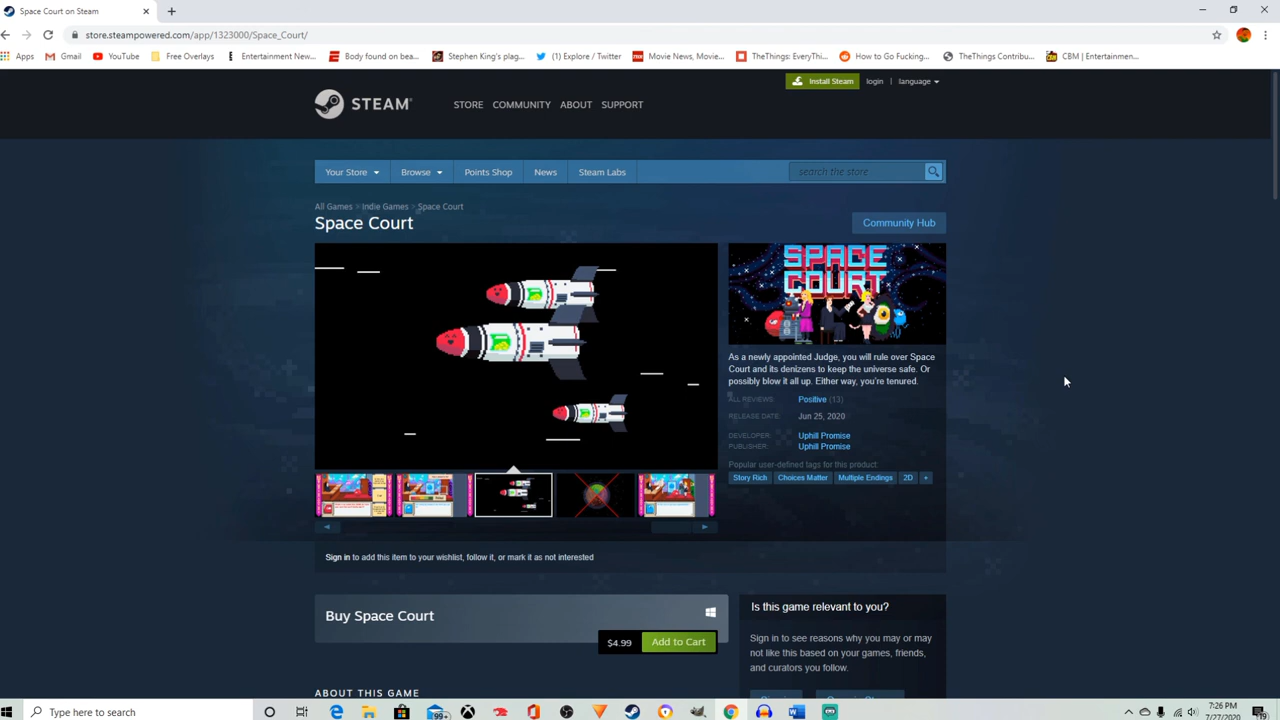 Space Court on Steam
store.steampowered.com/app/1323000/Space_Court/
Apps Gmail YouTube Free Overlays Entertainment New... Body found on bea... Stephen King's plag... (1) Explore / Twitter Movie News, Movie... TheThings: EveryThi... How to Go Fucking... TheThings Contribu... CBM | Entertainmen...
Install Steam login | language
STEAM STORE COMMUNITY ABOUT SUPPORT
Your Store Browse Points Shop News Steam Labs search the store
All Games > Indie Games > Space Court
Space Court
Community Hub
SPACE
COURT
As a newly appointed Judge, you will rule over Space
Court and its denizens to keep the universe safe. Or
possibly blow it all up. Either way, you're tenured.
ALL REVIEWS: Positive (13)
RELEASE DATE: Jun 25, 2020
DEVELOPER: Uphill Promise
PUBLISHER: Uphill Promise
Popular user-defined tags for this product:
Story Rich Choices Matter Multiple Endings 2D +
Sign in to add this item to your wishlist, follow it, or mark it as not interested
Buy Space Court
$4.99 Add to Cart
Is this game relevant to you?
Sign in to see reasons why you may or may
not like this based on your games, friends,
and curators you follow.
ABOUT THIS GAME
Type here to search
99+
7:26 PM
7/27/2020